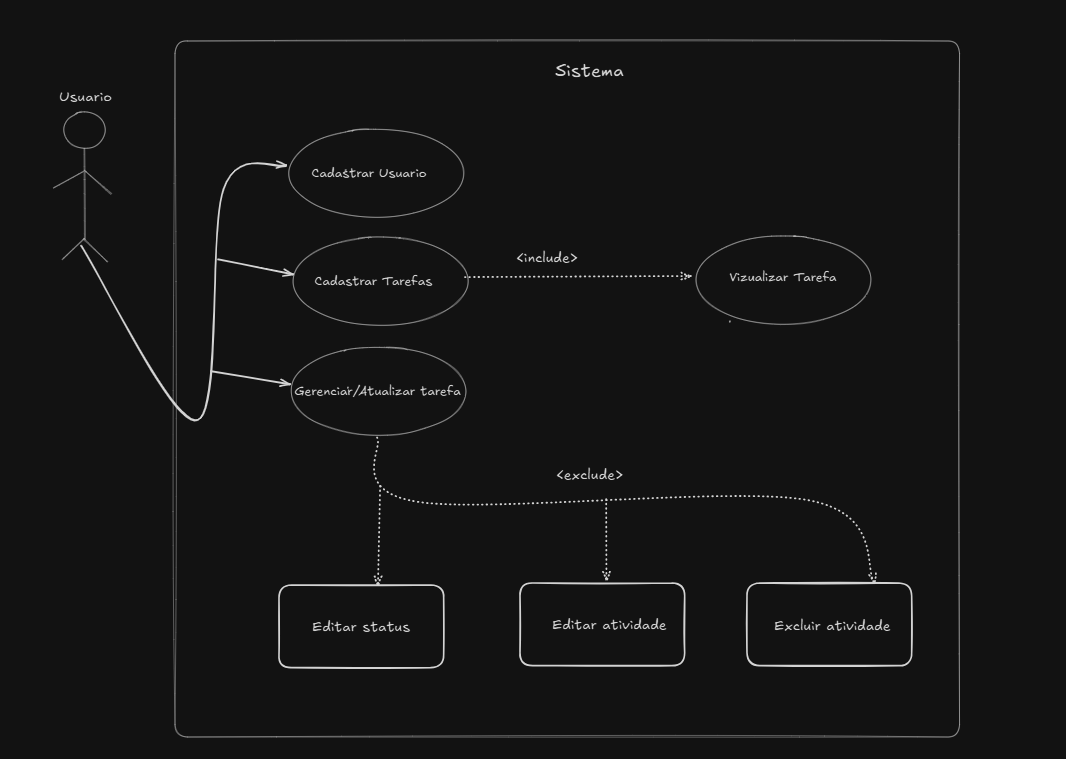 Sistema
Usuario
Cadastrar Usuario
<include>
Cadastrar Tarefas
Vizualizar Tarefa
Gerenciar/Atualizar tarefa
<exclude>
Editar status
Editar atividade
Excluir atividade